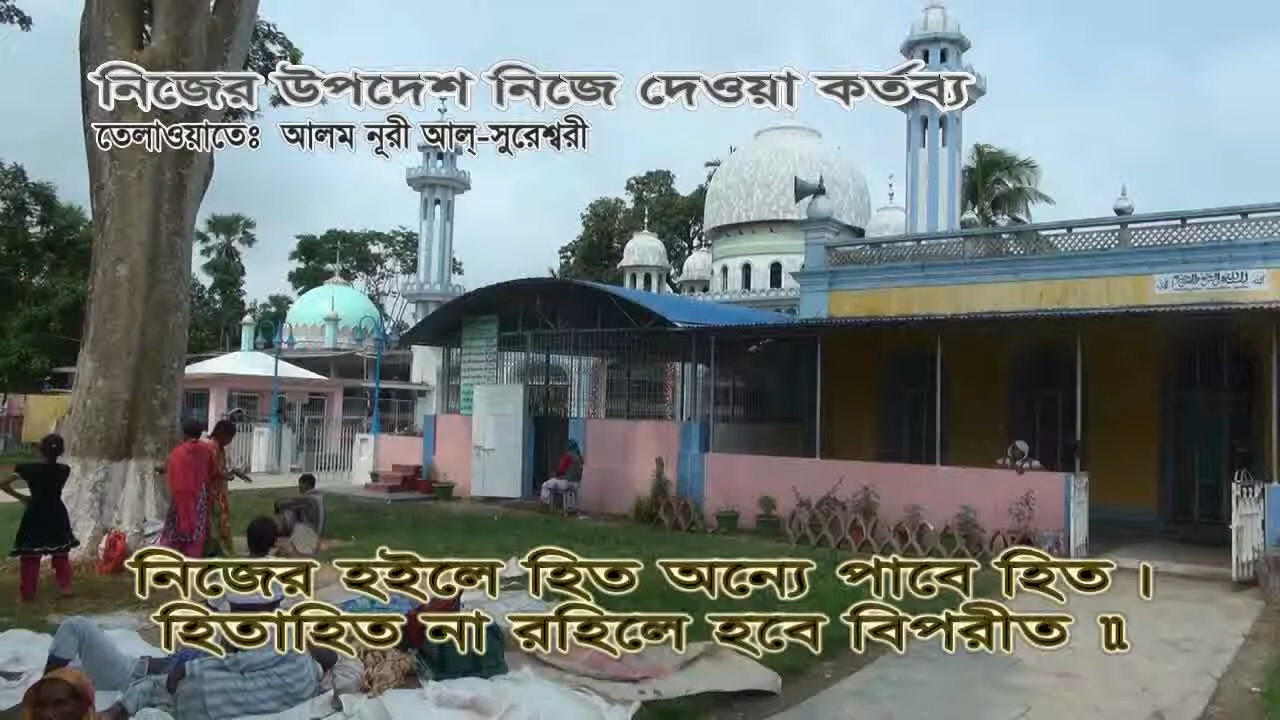 নিজের উপদেশ নিজে দেওয়া কর্তব্য
তেলাওয়াতেঃ আলম নূরী আল্-সুরেশ্বরী
নিজের হইলে হিত অন্যে পাবে হিত ।
হিতাহিত না রহিলে হবে বিপরীত ॥